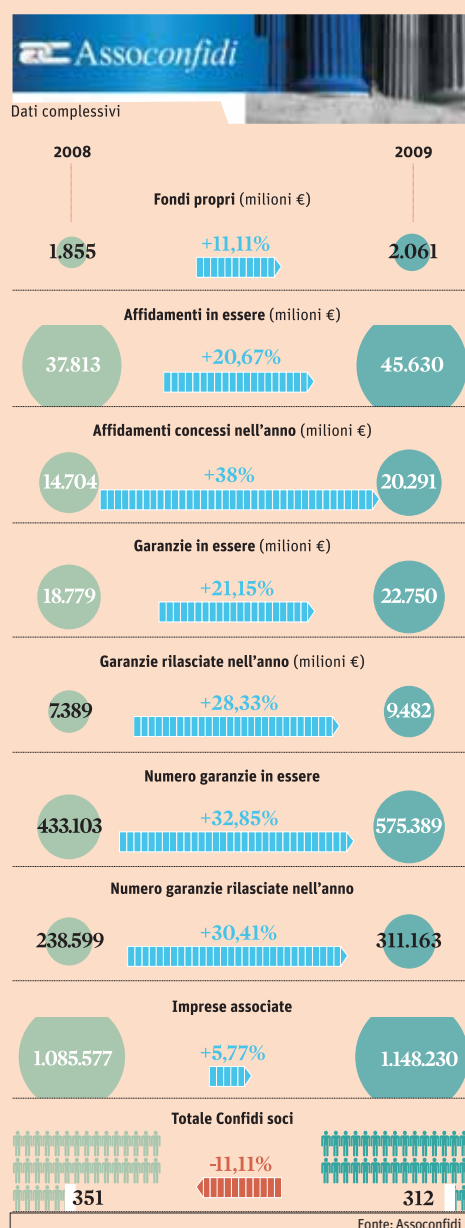 Assoconfidi
Dati complessivi
2008 2009
Fondi propri (milioni €)
1.855 +11,11% 2.061
Affidamenti in essere (milioni €)
37.813 +20,67% 45.630
Affidamenti concessi nell'anno (milioni €)
14.704 +38% 20.291
Garanzie in essere (milioni €)
18.779 +21,15% 22.750
Garanzie rilasciate nell'anno (milioni €)
7.389 +28,33% 9.482
Numero garanzie in essere
433.103 +32,85% 575.389
Numero garanzie rilasciate nell'anno
238.599 +30,41% 311.163
Imprese associate
1.085.577 +5,77% 1.148.230
Totale Confidi soci
351 -11,11% 312
Fonte: Assoconfidi